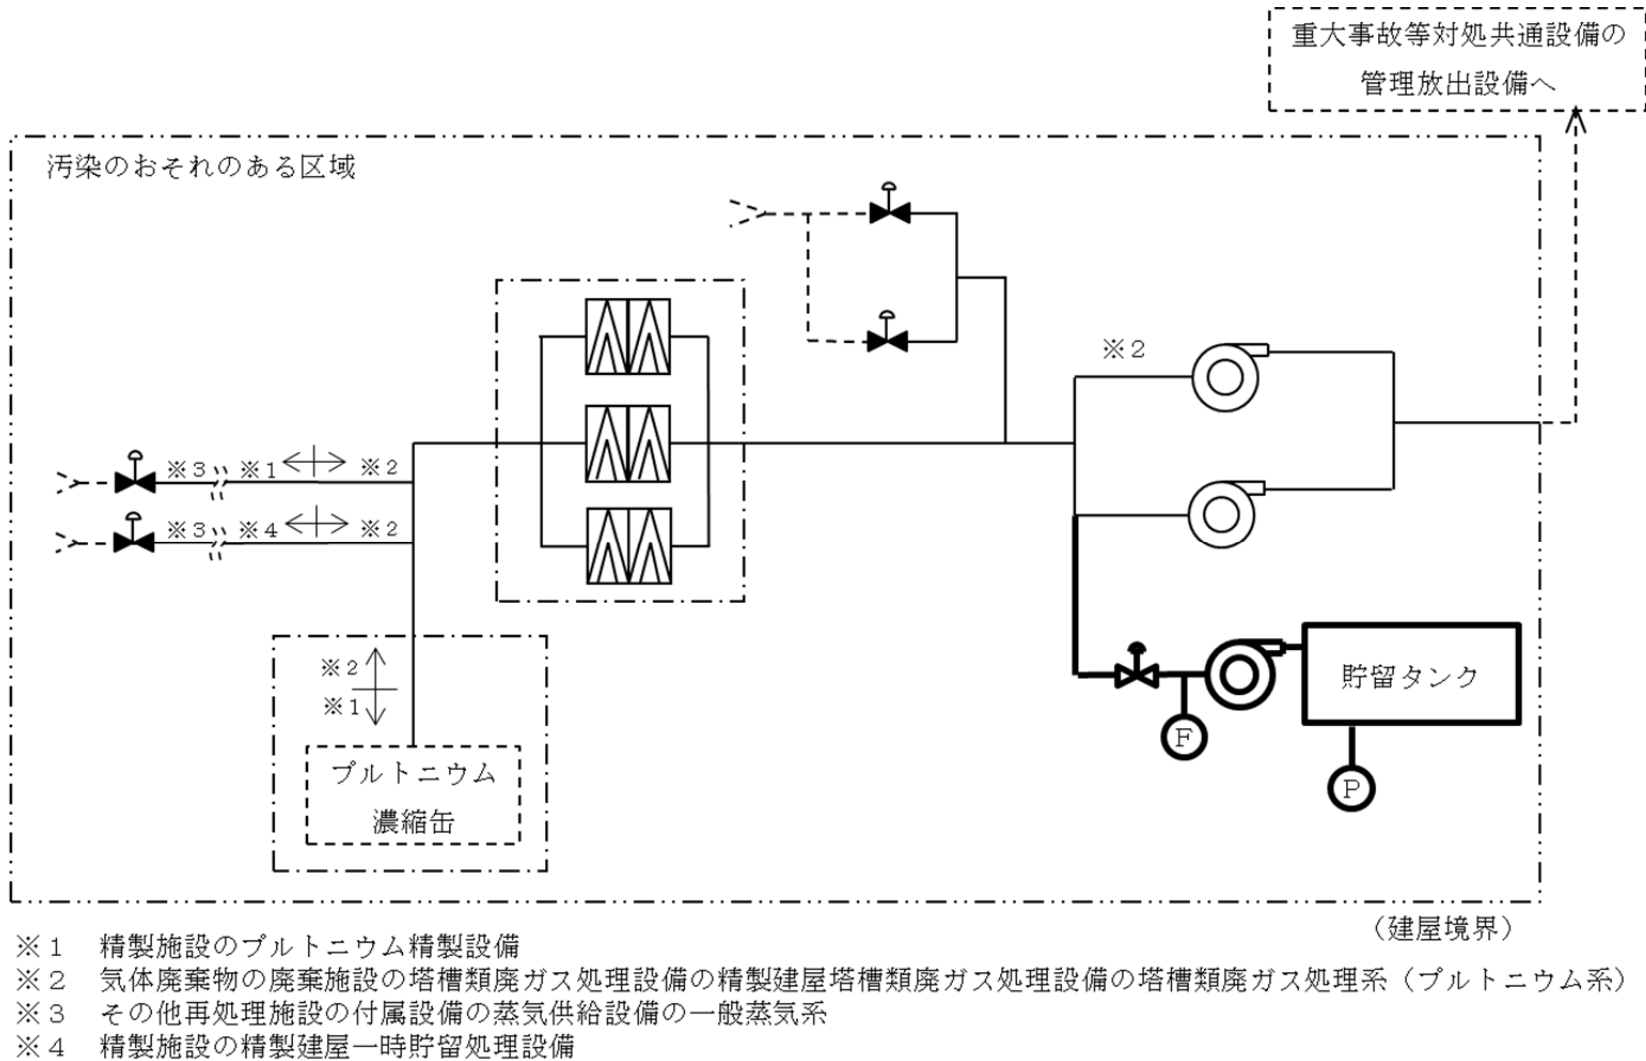 重大事故等対処共通設備の
管理放出設備へ
汚染のおそれのある区域
※2
※3 ※1 ※2
※3 ※4 ※2
※2
※1
プルトニウム
濃縮缶
貯留タンク
F
P
（建屋境界）
※1 精製施設のプルトニウム精製設備
※2 気体廃棄物の廃棄施設の塔槽類廃ガス処理設備の精製建屋塔槽類廃ガス処理設備の塔槽類廃ガス処理系（プルトニウム系）
※3 その他再処理施設の付属設備の蒸気供給設備の一般蒸気系
※4 精製施設の精製建屋一時貯留処理設備